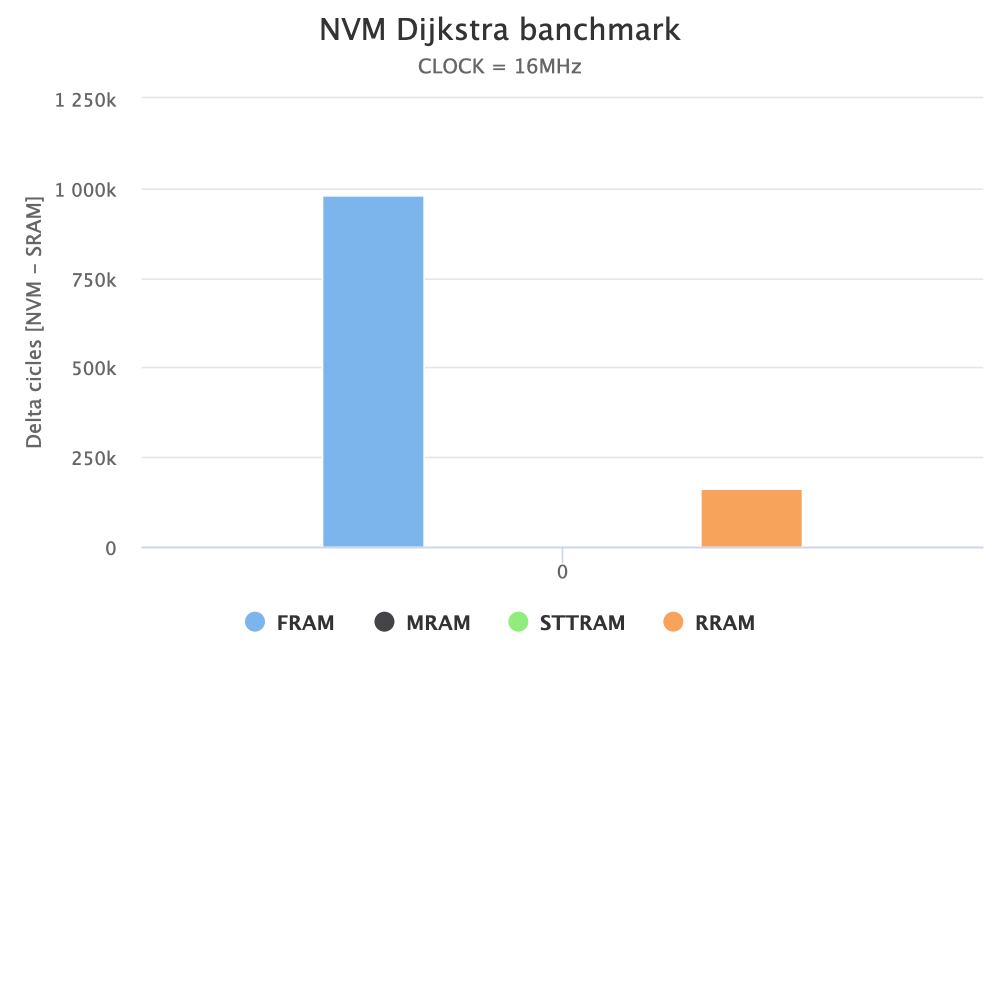 NVM Dijkstra banchmark
CLOCK = 16MHz
Delta cicles [NVM – SRAM]
1 250k
1 000k
750k
500k
250k
0
0
FRAM MRAM STTRAM RRAM